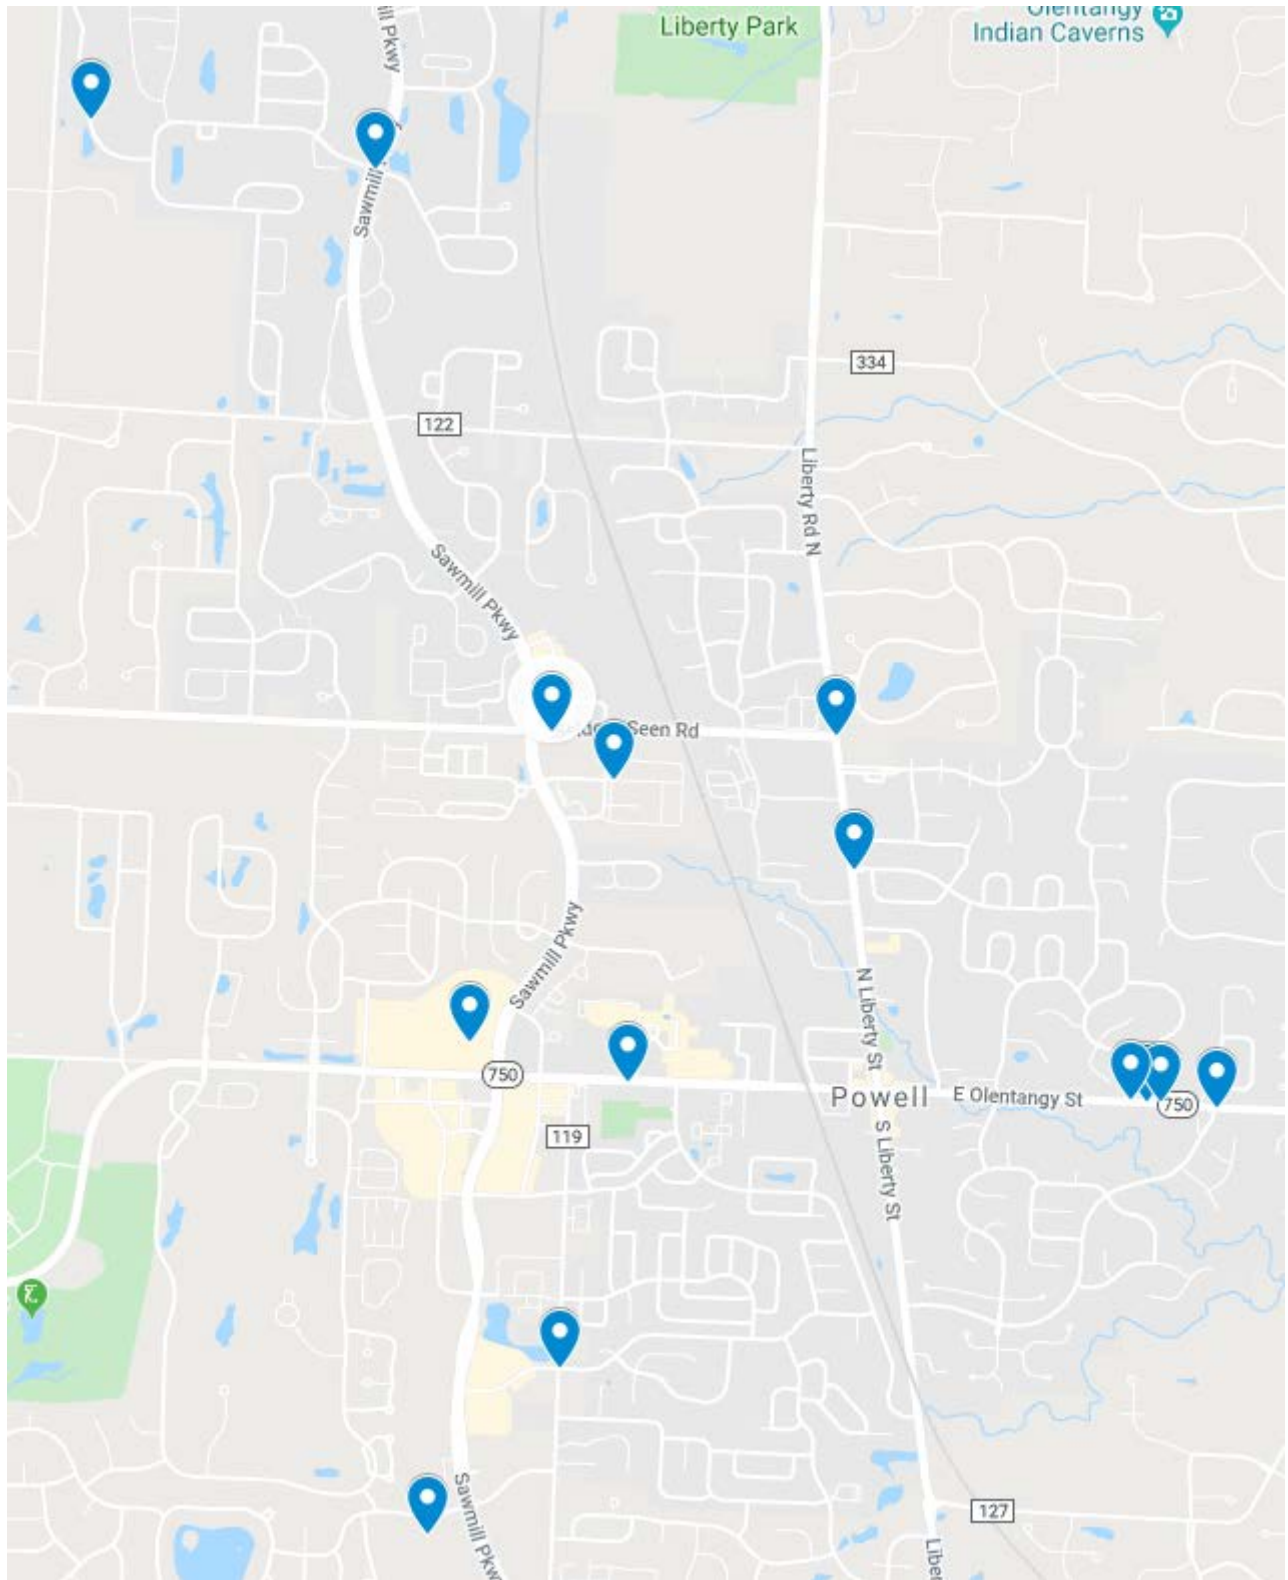 Liberty Park
Olentangy
Indian Caverns
Pkwy
Sawmill
334
122
Liberty Rd N
Sawmill Pkwy
Seen Rd
Sawmill Pkwy
N Liberty St
750
Powell
E Olentangy St
750
119
S Liberty St
Sawmill Pkwy
127